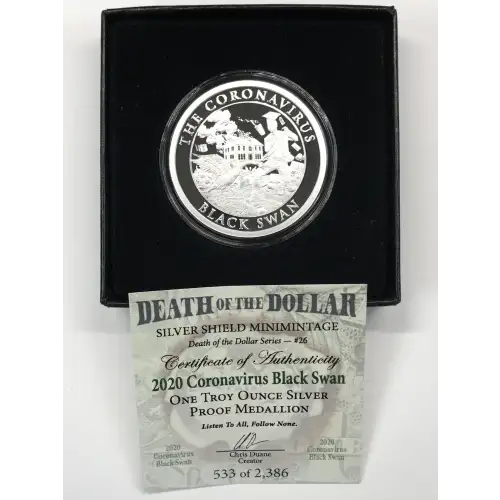 THE CORONAVIRUS
BLACK SWAN
DEATH OF THE DOLLAR
SILVER SHIELD MINIMINTAGE
Death of the Dollar Series — #26
Certificate of Authenticity
2020 Coronavirus Black Swan
ONE TROY OUNCE SILVER
PROOF MEDALLION
Listen To All, Follow None.
2020
Coronavirus
Black Swan
Chris Duane
Creator
533 of 2,386
2020
Coronavirus
Black Swan